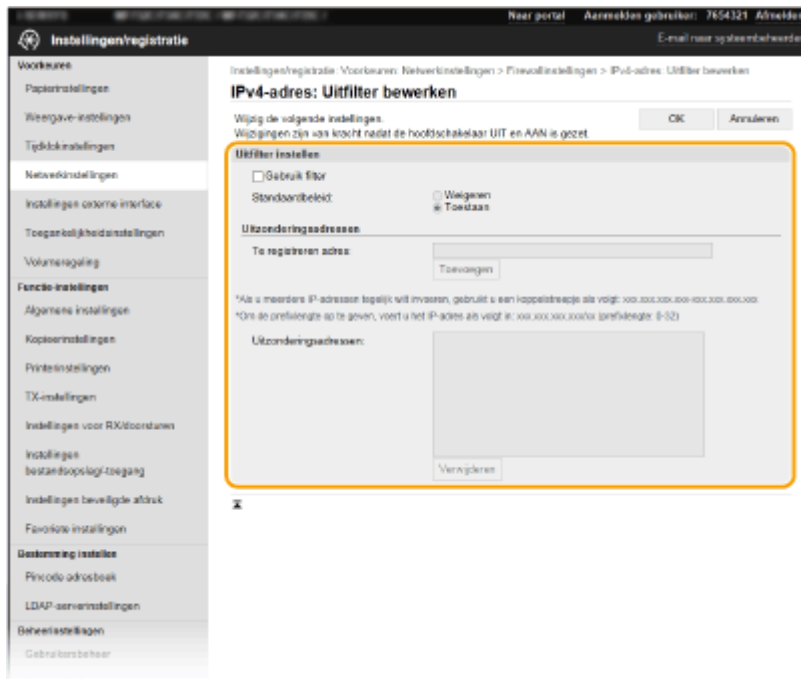 Naar portal Aanmelden gebruiker: 7654321 Afmelden
Instellingen/registratie
E-mail naar systeembeheerder
Voorkeuren
Papierinstellingen
Weergave-instellingen
Tijdklokinstellingen
Netwerkinstellingen
Instellingen externe interface
Toegankelijkheidsinstellingen
Volumeregeling
Functie-instellingen
Algemene instellingen
Kopieerinstellingen
Printerinstellingen
TX-instellingen
Instellingen voor RX/doorsturen
Instellingen
bestandsopslag/-toegang
Instellingen beveiligde afdruk
Favoriete instellingen
Bestemming instellen
Pincode adresboek
LDAP-serverinstellingen
Beheerinstellingen
Gebruikersbeheer
Instellingen/registratie: Voorkeuren: Netwerkinstellingen > Firewallinstellingen > IPv4-adres: Uitfilter bewerken
IPv4-adres: Uitfilter bewerken
Wijzig de volgende instellingen.
Wijzigingen zijn van kracht nadat de hoofdschakelaar UIT en AAN is gezet.
OK
Annuleren
Uitfilter instellen
Gebruik filter
Standaardbeleid:
Weigeren
Toestaan
Uitzonderingsadressen
Te registreren adres:
Toevoegen
*Als u meerdere IP-adressen tegelijk wilt invoeren, gebruikt u een koppelstreepje als volgt: xxx.xxx.xxx.xxx-xxx.xxx.xxx.xxx
*Om de prefixlengte op te geven, voert u het IP-adres als volgt in: xxx.xxx.xxx.xxx/xx (prefixlengte: 0-32)
Uitzonderingsadressen:
Verwijderen